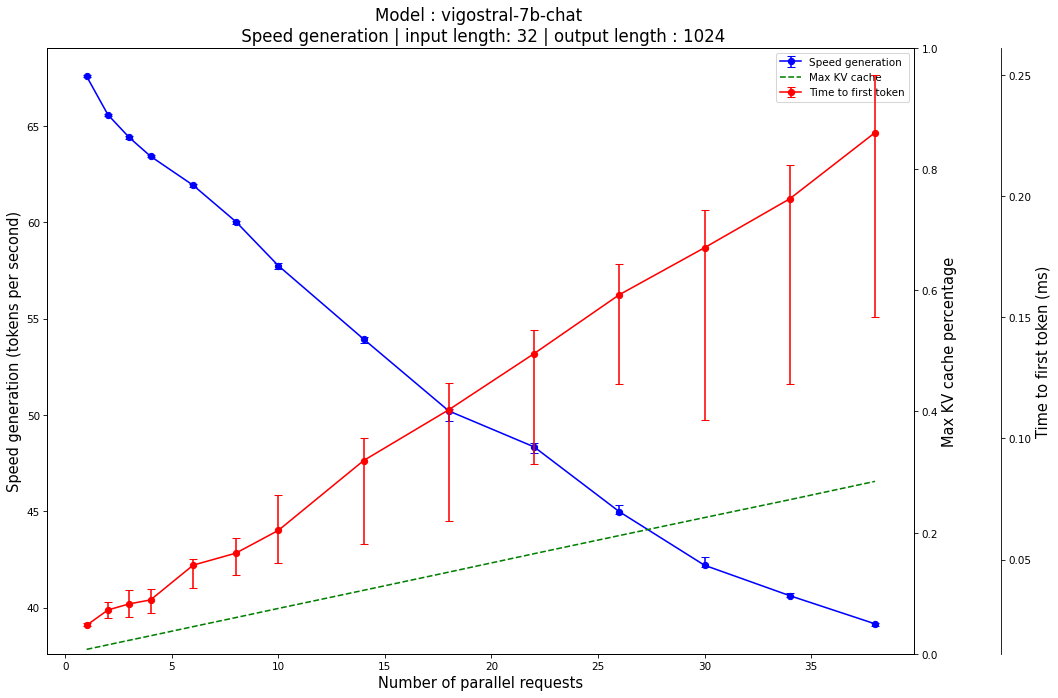 Model : vigostral-7b-chat
Speed generation | input length: 32 | output length : 1024
Speed generation
Max KV cache
Time to first token
Speed generation (tokens per second)
65
60
55
50
45
40
0
5
10
15
20
25
30
35
Number of parallel requests
1.0
0.8
0.6
0.4
0.2
0.0
Max KV cache percentage
0.25
0.20
0.15
0.10
0.05
Time to first token (ms)